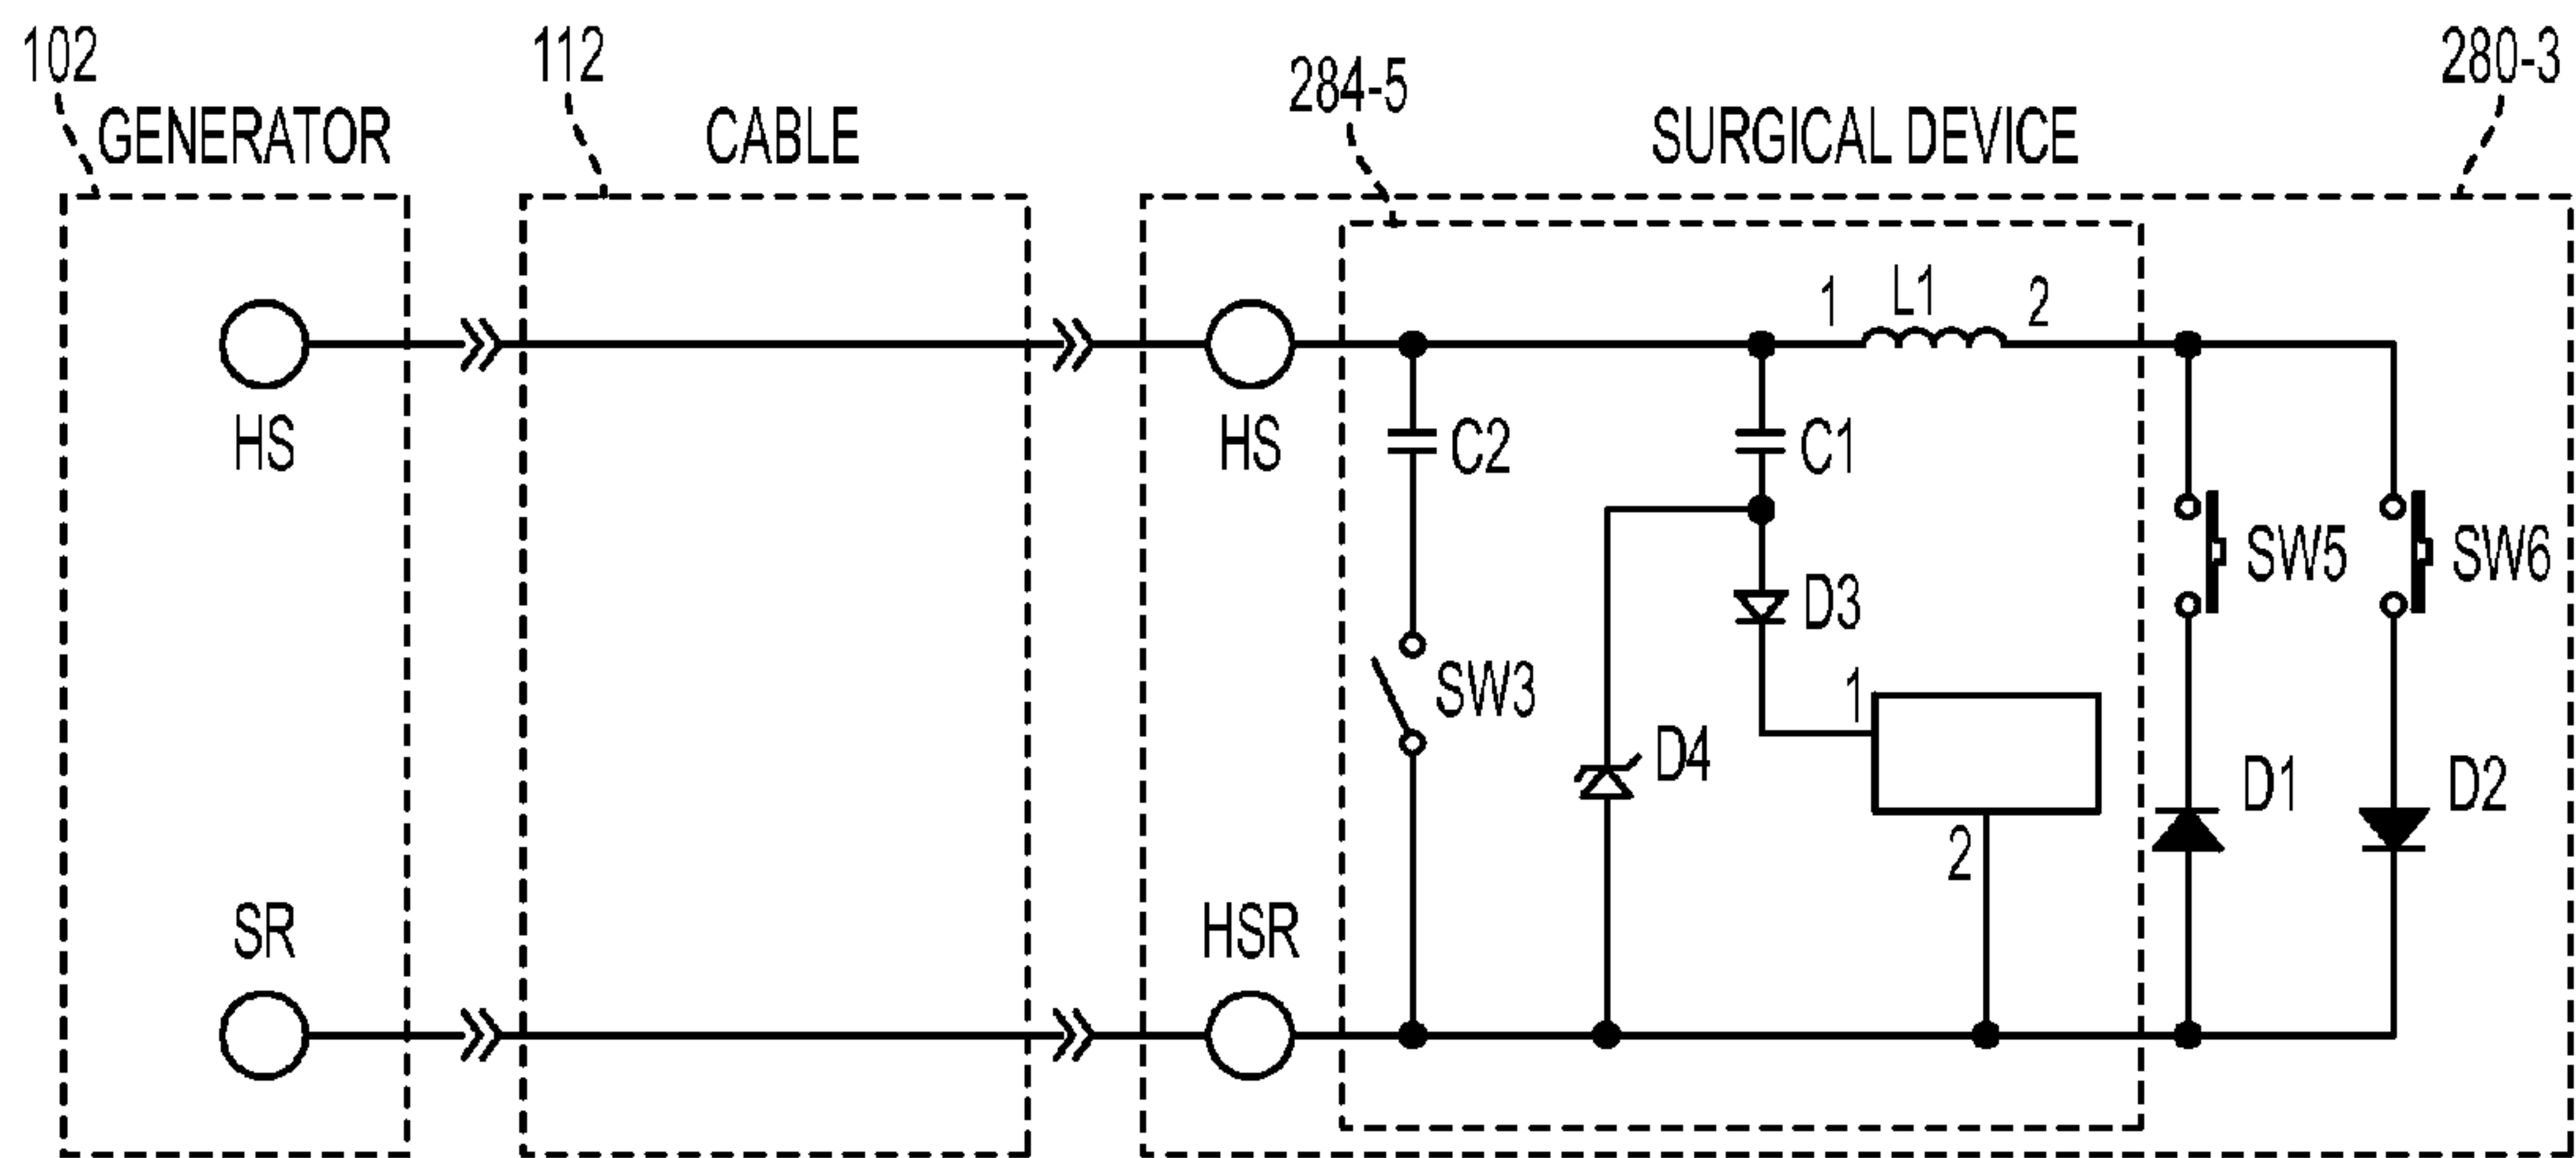 102
112
284-5
280-3
GENERATOR
CABLE
SURGICAL DEVICE
1
L1
2
HS
HS
C2
C1
SW5
SW6
D3
SW3
1
D4
D1
D2
2
SR
HSR